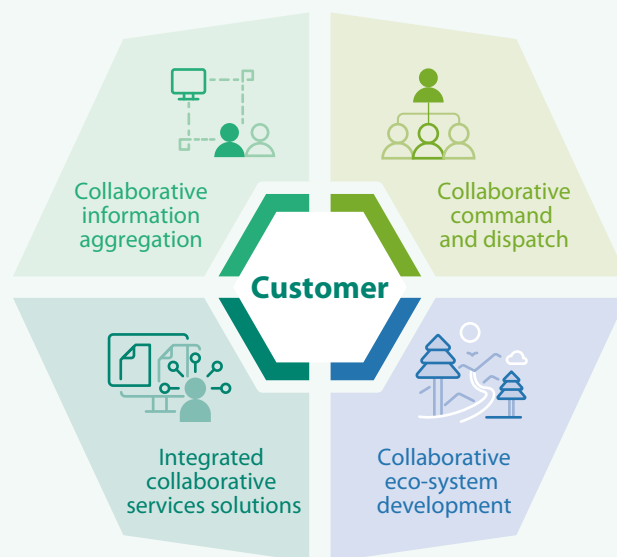 Collaborative
information
aggregation
Collaborative
command
and dispatch
Customer
Integrated
collaborative
services solutions
Collaborative
eco-system
development